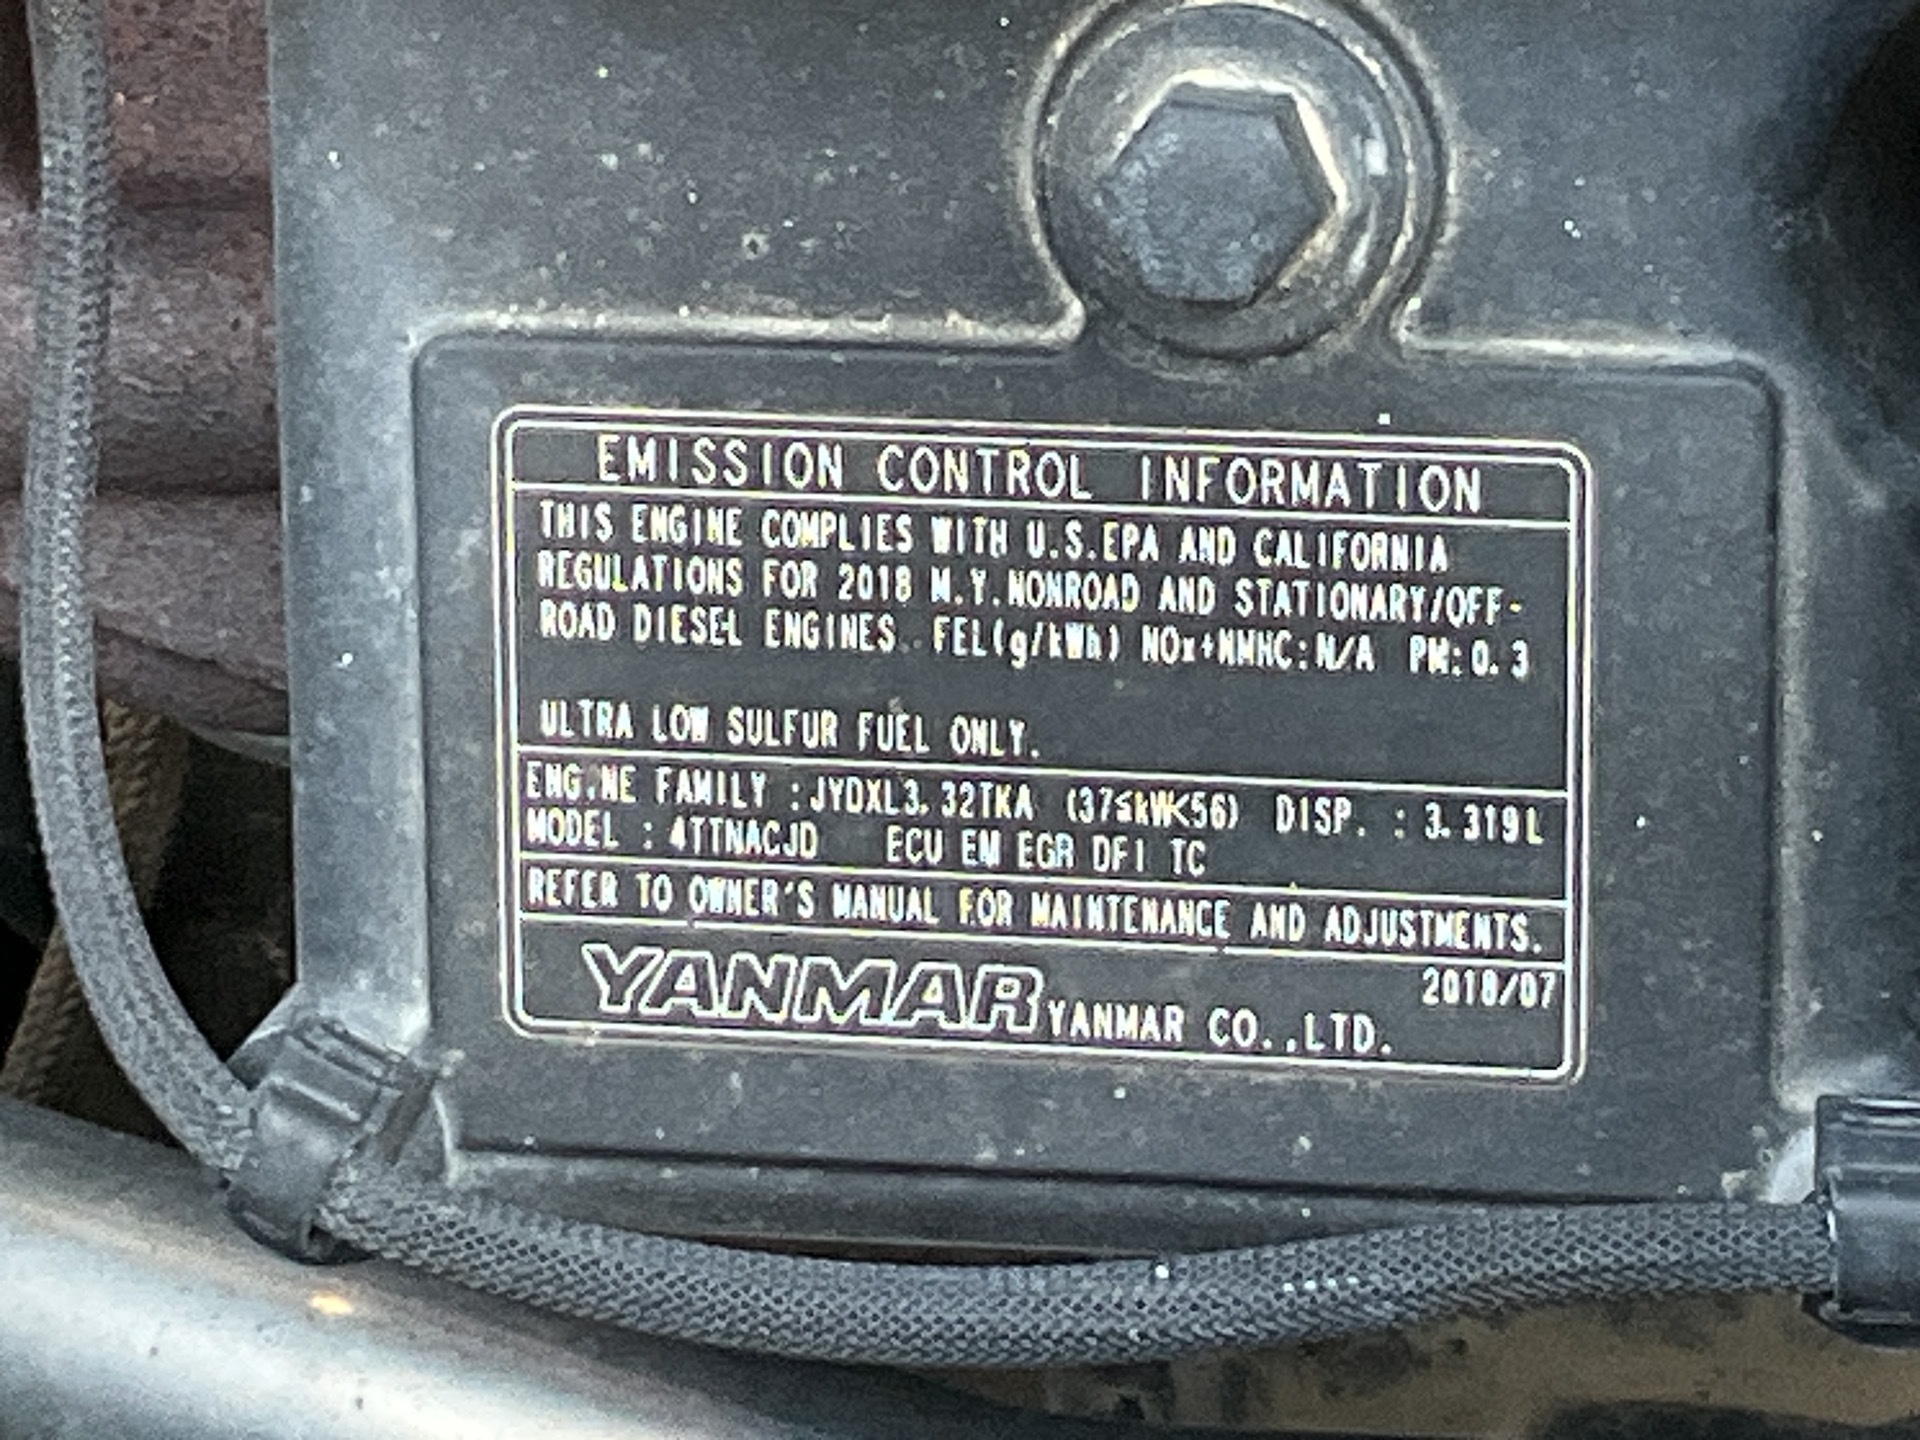 EMISSION CONTROL INFORMATION
THIS ENGINE COMPLIES WITH U.S.EPA AND CALIFORNIA
REGULATIONS FOR 2018 M.Y.NONROAD AND STATIONARY/OFF-
ROAD DIESEL ENGINES. FEL(g/kWh) NOx+NMHC:N/A PM:0.3
ULTRA LOW SULFUR FUEL ONLY.
ENGINE FAMILY :JYDXL3.32TKA (37≤kW<56) DISP. : 3.319L
MODEL : 4TTNACJD ECU EM EGR DFI TC
REFER TO OWNER'S MANUAL FOR MAINTENANCE AND ADJUSTMENTS.
2018/07
YANMAR YANMAR CO.,LTD.